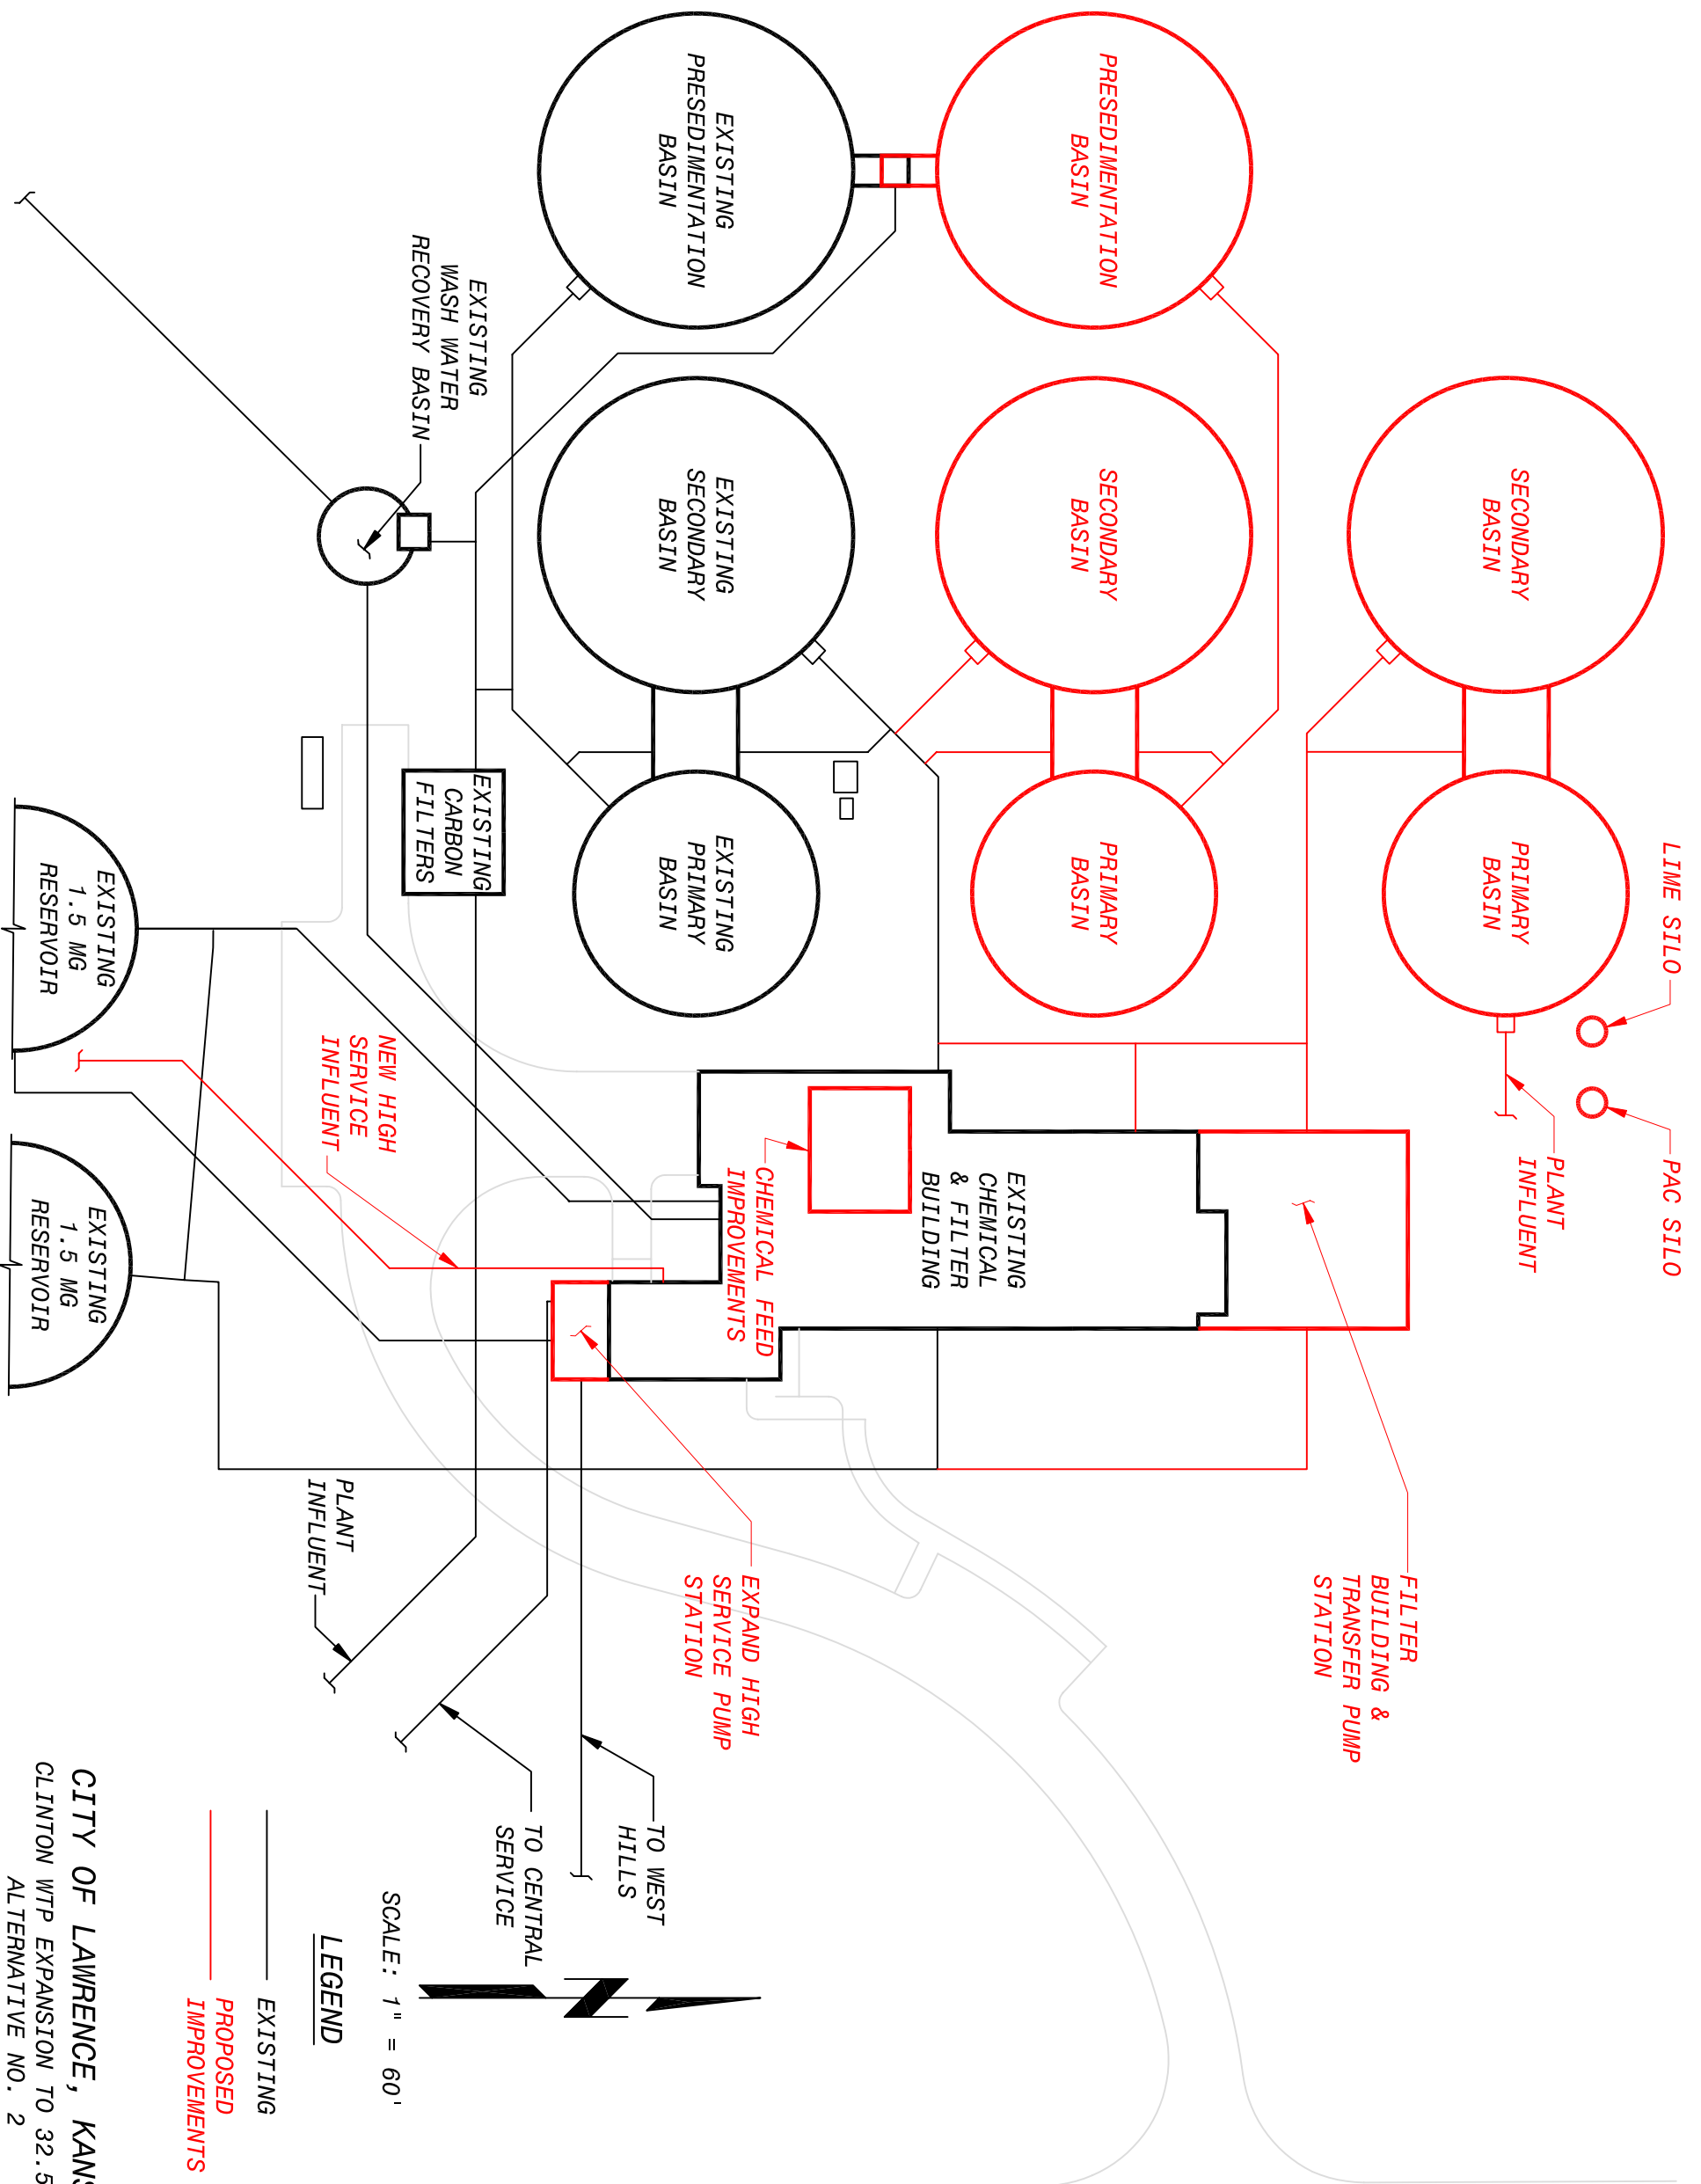 PRESEDIMENTATION
BASIN
EXISTING
PRESEDIMENTATION
BASIN
SECONDARY
BASIN
SECONDARY
BASIN
EXISTING
SECONDARY
BASIN
EXISTING
WASH WATER
RECOVERY BASIN
LIME SILO
PRIMARY
BASIN
PRIMARY
BASIN
EXISTING
PRIMARY
BASIN
EXISTING
CARBON
FILTERS
EXISTING
1.5 MG
RESERVOIR
PAC SILO
PLANT
INFLUENT
EXISTING
CHEMICAL
& FILTER
BUILDING
CHEMICAL FEED
IMPROVEMENTS
NEW HIGH
SERVICE
INFLUENT
EXISTING
1.5 MG
RESERVOIR
FILTER
BUILDING &
TRANSFER PUMP
STATION
EXPAND HIGH
SERVICE PUMP
STATION
PLANT
INFLUENT
TO WEST
HILLS
TO CENTRAL
SERVICE
SCALE: 1" = 60'
LEGEND
EXISTING
PROPOSED
IMPROVEMENTS
CITY OF LAWRENCE, KANS
CLINTON WTP EXPANSION TO 32.5
ALTERNATIVE NO. 2